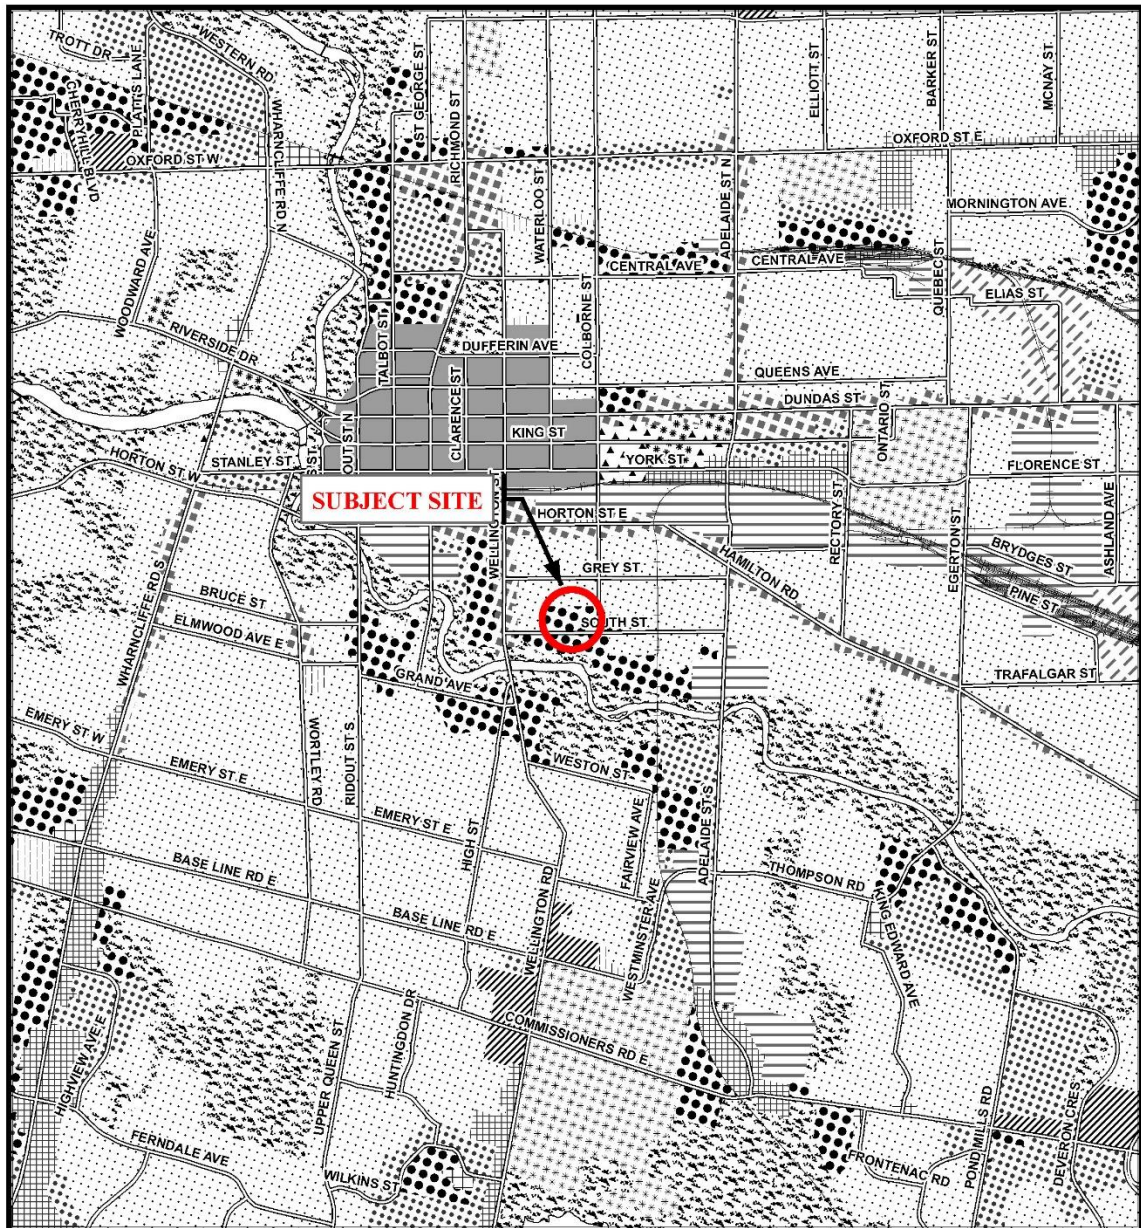 TROTT DR
PLATTS LANE
WESTERN RD
CHERRYHILL BLVD
WHARNCLIFFE RD N
OXFORD ST W
ST GEORGE ST
RICHMOND ST
WATERLOO ST
ADELAIDE ST N
ELLIOTT ST
BARKER ST.
MCNAY ST.
OXFORD ST E
MORNINGTON AVE
WOODWARD AVE
CENTRAL AVE
CENTRAL AVE
QUEBEC ST
ELIAS ST
COLBORNE ST
RIVERSIDE DR
TALBOT ST
DUFFERIN AVE
CLARENCE ST
QUEENS AVE
DUNDAS ST
ONTARIO ST
KING ST
YORK ST
HORTON ST W
STANLEY ST.
OUT ST N
FLORENCE ST
SUBJECT SITE
WELLINGTON ST
HORTON ST E
RECTORY ST
EGERTON ST
ASHLAND AVE
BRYDGES ST
PINE ST
HAMILTON RD
GREY ST.
SOUTH ST.
BRUCE ST
ELMWOOD AVE E
WHARNCLIFFE RD S
GRAND AVE
TRAFALGAR ST
EMERY ST W
WORTLEY RD
RIDOUT ST S
EMERY ST E
EMERY ST E
WESTON ST
FAIRVIEW AVE
ADELAIDE ST S
HIGH ST
BASE LINE RD E
BASE LINE RD E
WELLINGTON RD
WESTMINSTER AVE
THOMPSON RD
KING EDWARD AVE
HIGHVIEW AVE E
UPPER QUEEN ST
HUNTINGDON DR
COMMISSIONERS RD E
POND MILLS RD
DEVERON CRES
FERNDALE AVE
WILKINS ST
FRONTENAC RD